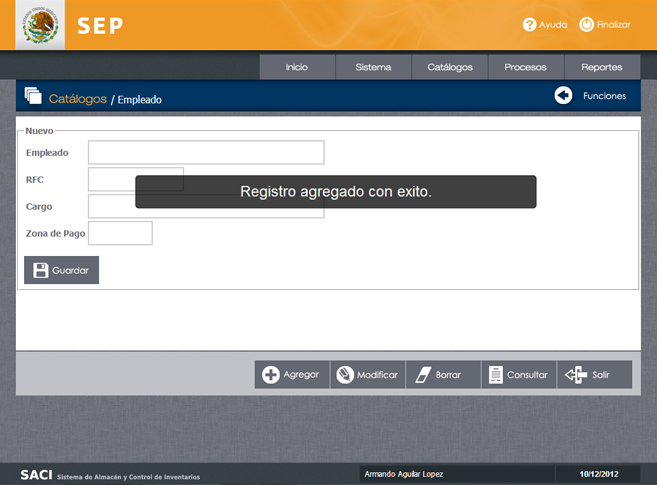 SEP
Ayuda
Finalizar
Inicio
Sistema
Catálogos
Procesos
Reportes
Catálogos / Empleado
Funciones
Nuevo
Empleado
RFC
Registro agregado con exito.
Cargo
Zona de Pago
Guardar
Agregar
Modificar
Borrar
Consultar
Salir
SACI Sistema de Almacén y Control de Inventarios
Armando Aguilar Lopez
10/12/2012